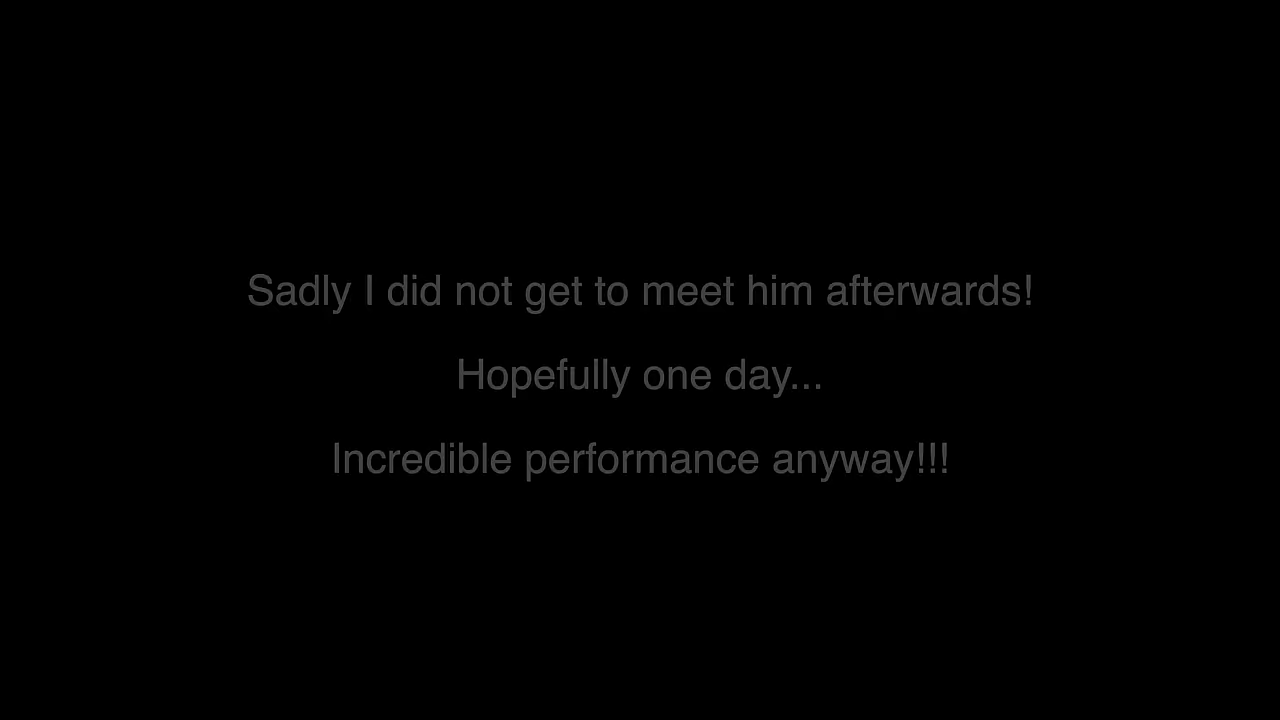 Sadly I did not get to meet him afterwards!
Hopefully one day...
Incredible performance anyway!!!